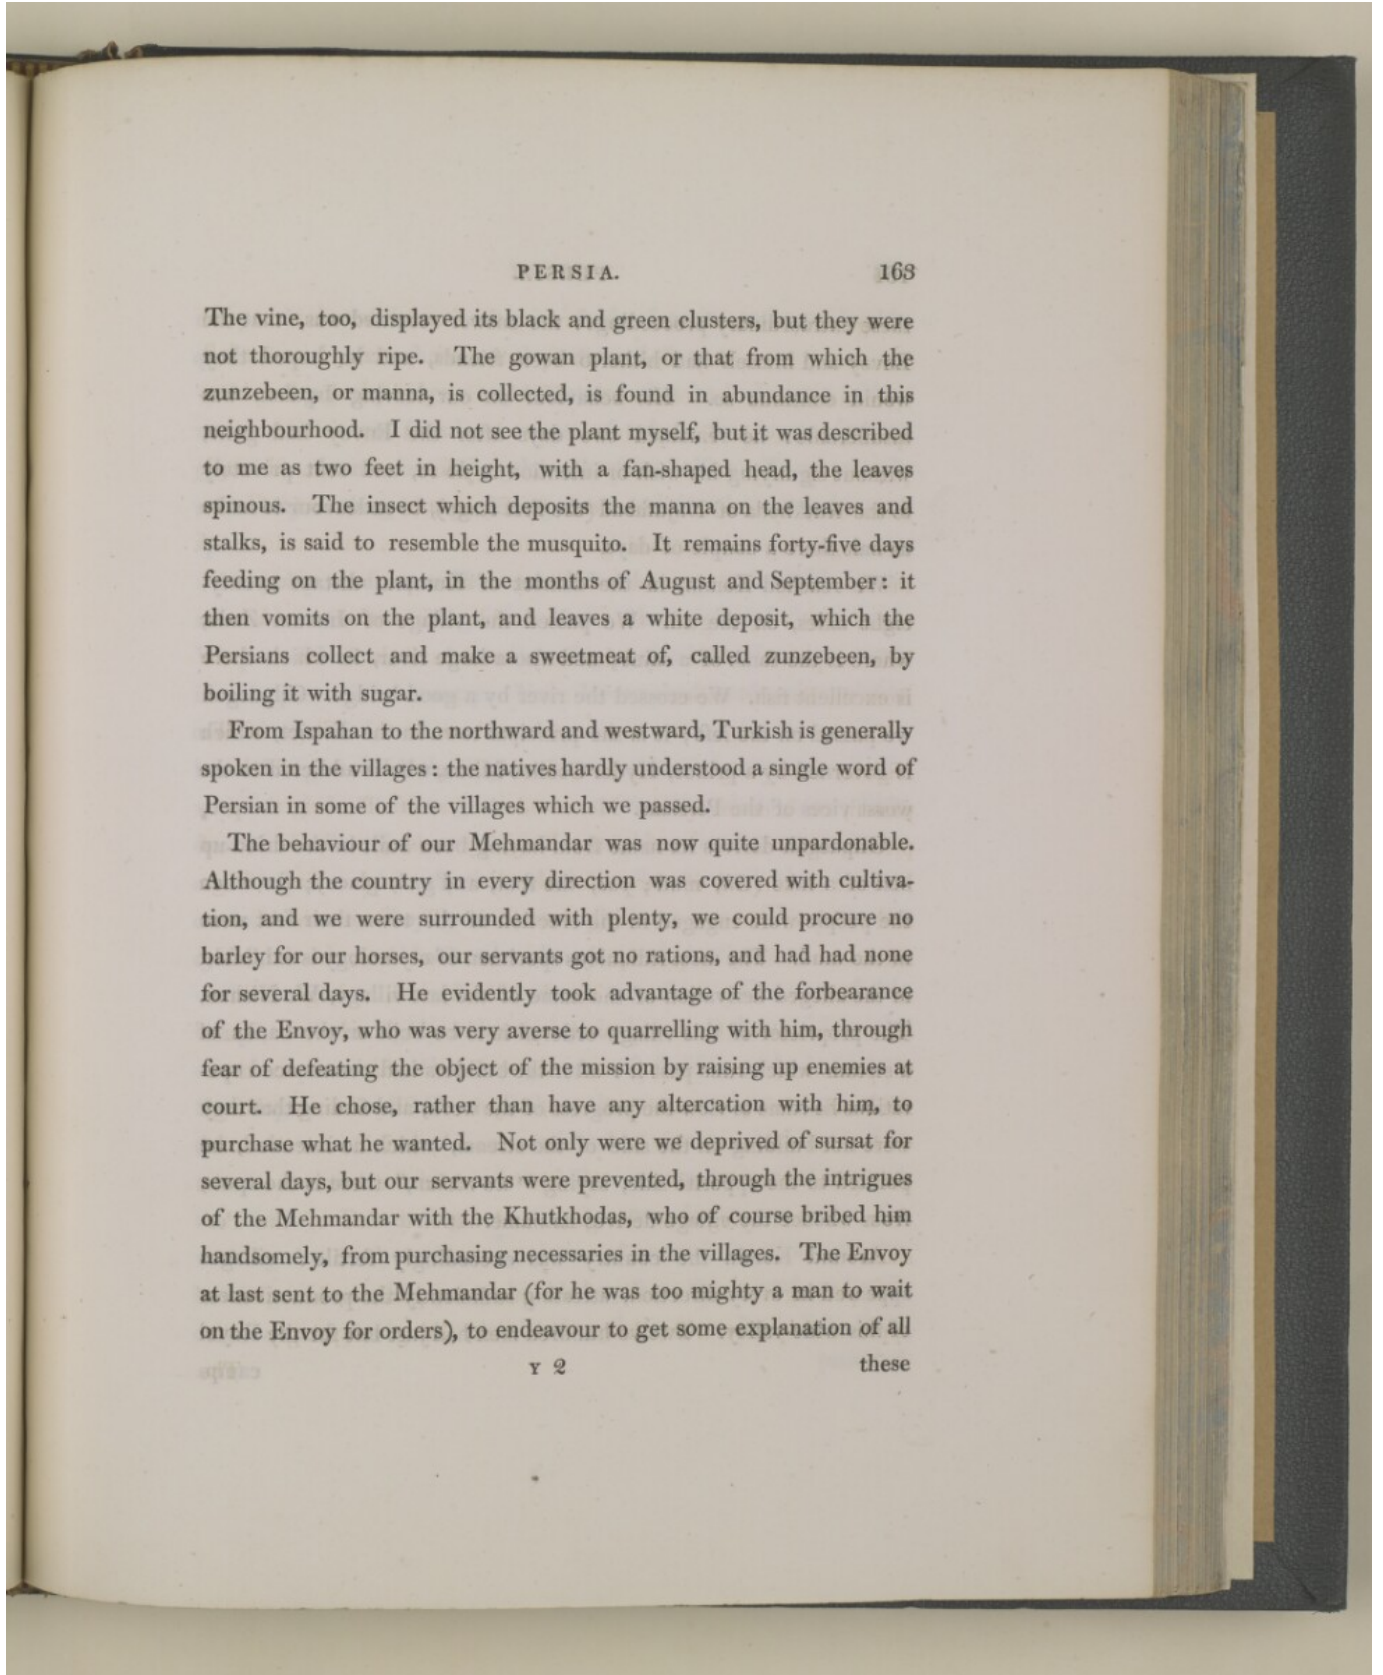 PERSIA. 163
The vine, too, displayed its black and green clusters, but they were
not thoroughly ripe. The gowan plant, or that from which the
zunzebeen, or manna, is collected, is found in abundance in this
neighbourhood. I did not see the plant myself, but it was described
to me as two feet in height, with a fan-shaped head, the leaves
spinous. The insect which deposits the manna on the leaves and
stalks, is said to resemble the musquito. It remains forty-five days
feeding on the plant, in the months of August and September: it
then vomits on the plant, and leaves a white deposit, which the
Persians collect and make a sweetmeat of, called zunzebeen, by
boiling it with sugar.
From Ispahan to the northward and westward, Turkish is generally
spoken in the villages: the natives hardly understood a single word of
Persian in some of the villages which we passed.
The behaviour of our Mehmandar was now quite unpardonable.
Although the country in every direction was covered with cultiva-
tion, and we were surrounded with plenty, we could procure no
barley for our horses, our servants got no rations, and had had none
for several days. He evidently took advantage of the forbearance
of the Envoy, who was very averse to quarrelling with him, through
fear of defeating the object of the mission by raising up enemies at
court. He chose, rather than have any altercation with him, to
purchase what he wanted. Not only were we deprived of sursat for
several days, but our servants were prevented, through the intrigues
of the Mehmandar with the Khutkhodas, who of course bribed him
handsomely, from purchasing necessaries in the villages. The Envoy
at last sent to the Mehmandar (for he was too mighty a man to wait
on the Envoy for orders), to endeavour to get some explanation of all
Y 2 these